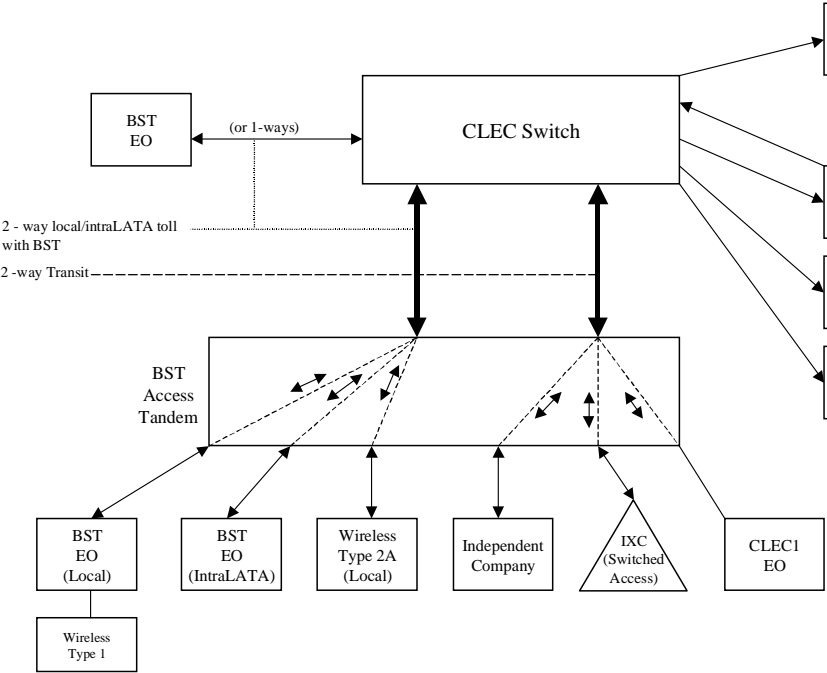 BST
EO
(or 1-ways)
CLEC Switch
2 - way local/intraLATA toll
with BST
2 -way Transit
BST
Access
Tandem
BST
EO
(Local)
BST
EO
(IntraLATA)
Wireless
Type 2A
(Local)
Independent
Company
IXC
(Switched
Access)
CLEC1
EO
Wireless
Type 1